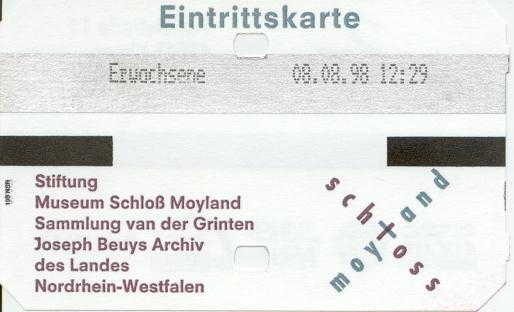 Eintrittskarte
Erwachsene 08.08.98 12:29
Stiftung
Museum Schloß Moyland
Sammlung van der Grinten
Joseph Beuys Archiv
des Landes
Nordrhein-Westfalen
schloss
moyland